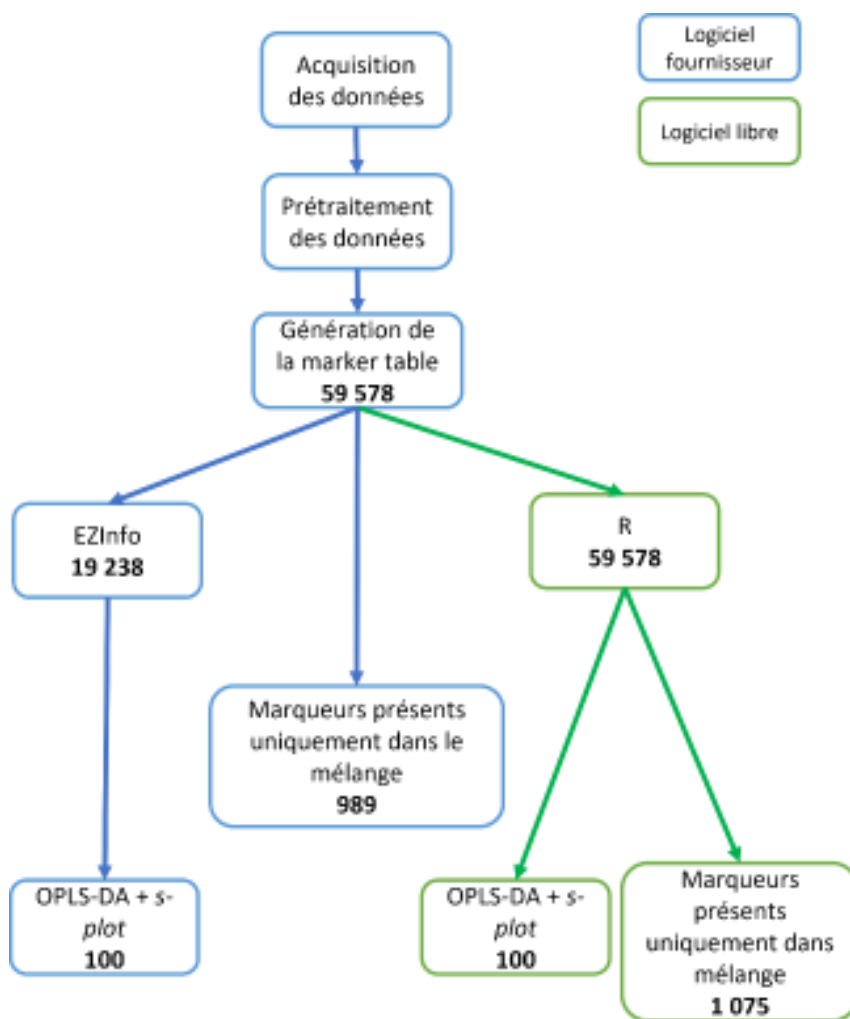 Acquisition
des données
Logiciel
fournisseur
Logiciel libre
Prétraitement
des données
Génération de
la marker table
59 578
EZInfo
19 238
R
59 578
Marqueurs présents
uniquement dans le
mélange
989
OPLS-DA + s-
plot
100
OPLS-DA + s-
plot
100
Marqueurs
présents
uniquement dans
mélange
1 075